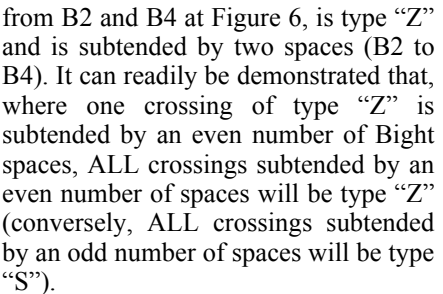 from B2 and B4 at Figure 6, is type “Z”
and is subtended by two spaces (B2 to
B4). It can readily be demonstrated that,
where one crossing of type “Z” is
subtended by an even number of Bight
spaces, ALL crossings subtended by an
even number of spaces will be type “Z”
(conversely, ALL crossings subtended
by an odd number of spaces will be type
“S”).